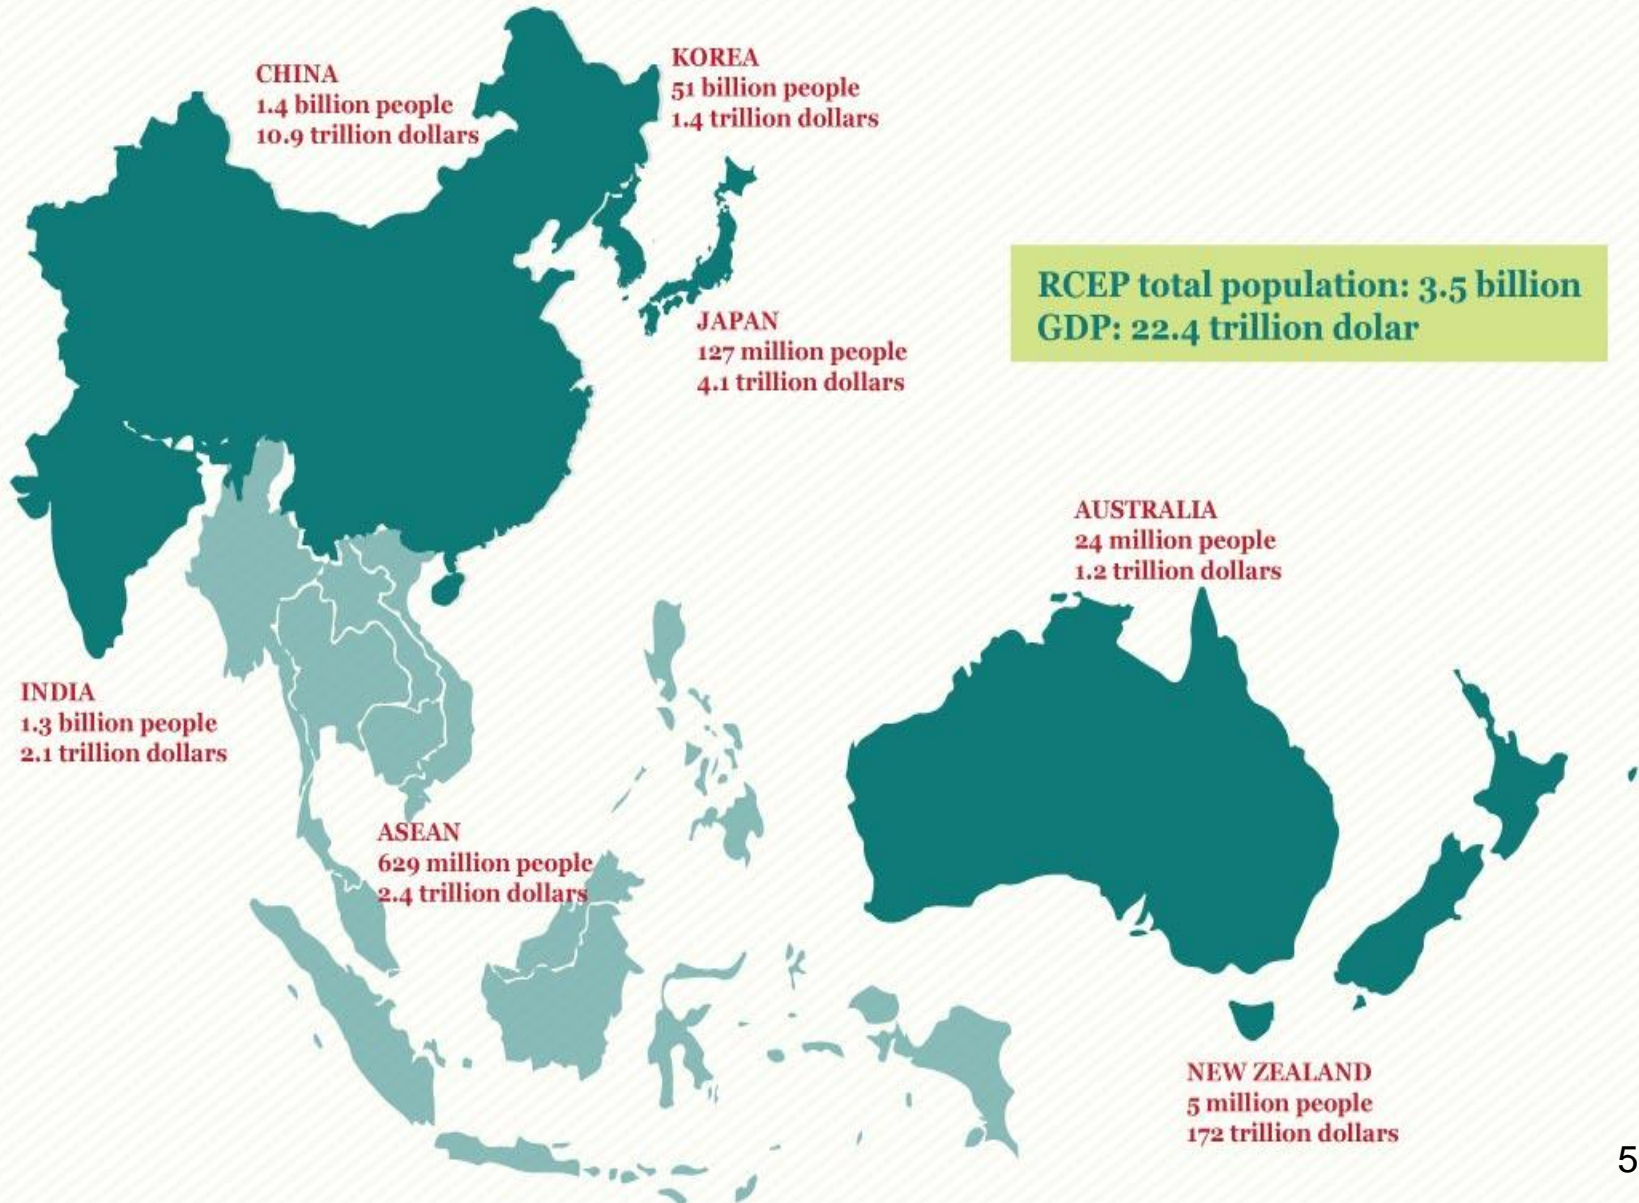 CHINA
1.4 billion people
10.9 trillion dollars
KOREA
51 billion people
1.4 trillion dollars
JAPAN
127 million people
4.1 trillion dollars
RCEP total population: 3.5 billion
GDP: 22.4 trillion dolar
AUSTRALIA
24 million people
1.2 trillion dollars
INDIA
1.3 billion people
2.1 trillion dollars
ASEAN
629 million people
2.4 trillion dollars
NEW ZEALAND
5 million people
172 trillion dollars
5